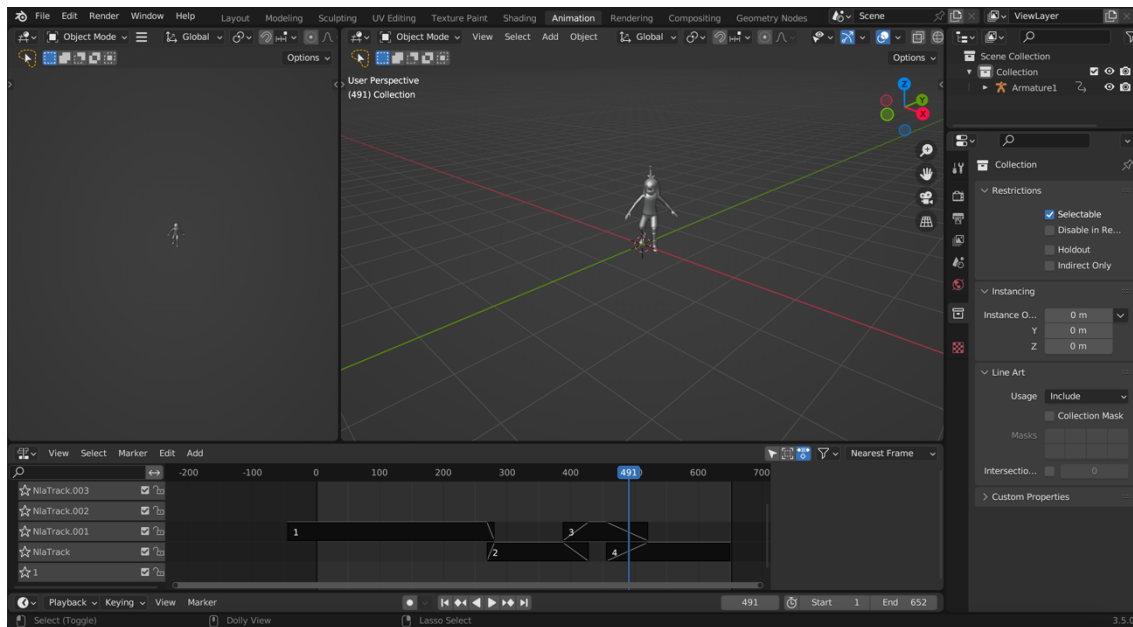 File Edit Render Window Help Layout Modeling Sculpting UV Editing Texture Paint Shading Animation Rendering Compositing Geometry Nodes Scene ViewLayer
Object Mode Global Object Mode View Select Add Object Global
Options Options
User Perspective
(491) Collection
Z
Y
X
Scene Collection
Collection
Armature1
Collection
Restrictions
Selectable
Disable in Re...
Holdout
Indirect Only
Instancing
Instance O... 0 m
Y 0 m
Z 0 m
Line Art
Usage Include
Collection Mask
Masks
Intersectio... 0
Custom Properties
View Select Marker Edit Add Nearest Frame
-200 -100 0 100 200 300 400 491 600 700
NlaTrack.003
NlaTrack.002
NlaTrack.001 1 3
NlaTrack 2 4
1
Playback Keying View Marker 491 Start 1 End 652
Select (Toggle) Dolly View Lasso Select 3.5.0